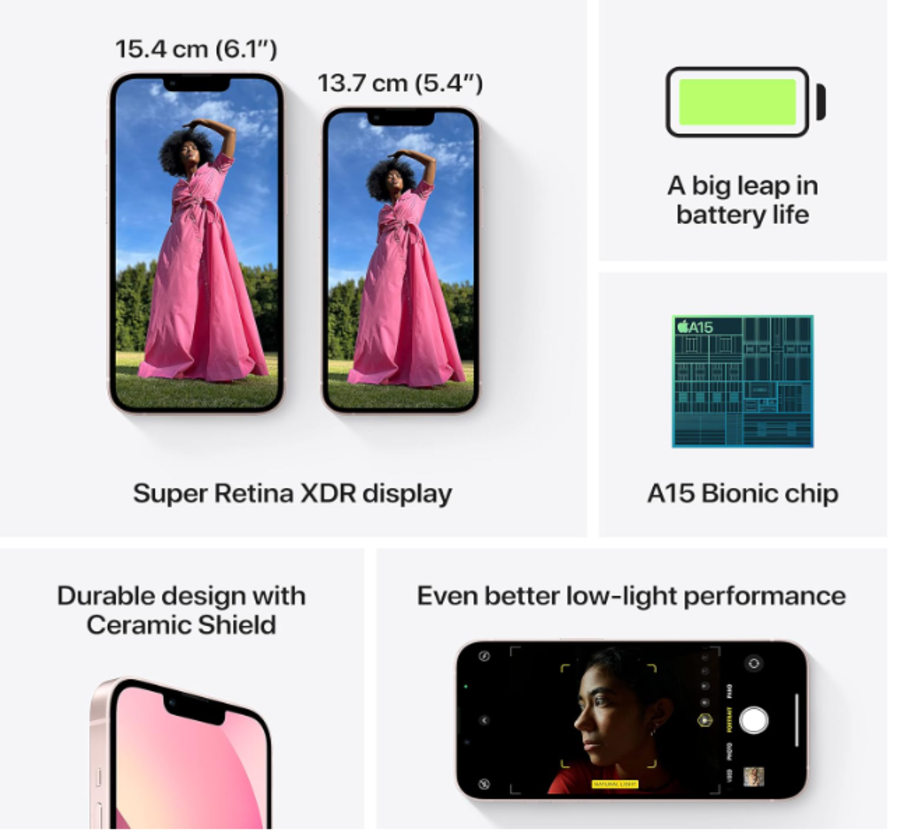 15.4 cm (6.1″)
13.7 cm (5.4″)
Super Retina XDR display
A big leap in
battery life
A15
A15 Bionic chip
Durable design with
Ceramic Shield
Even better low-light performance
PANO
PORTRAIT
PHOTO
NATURAL LIGHT